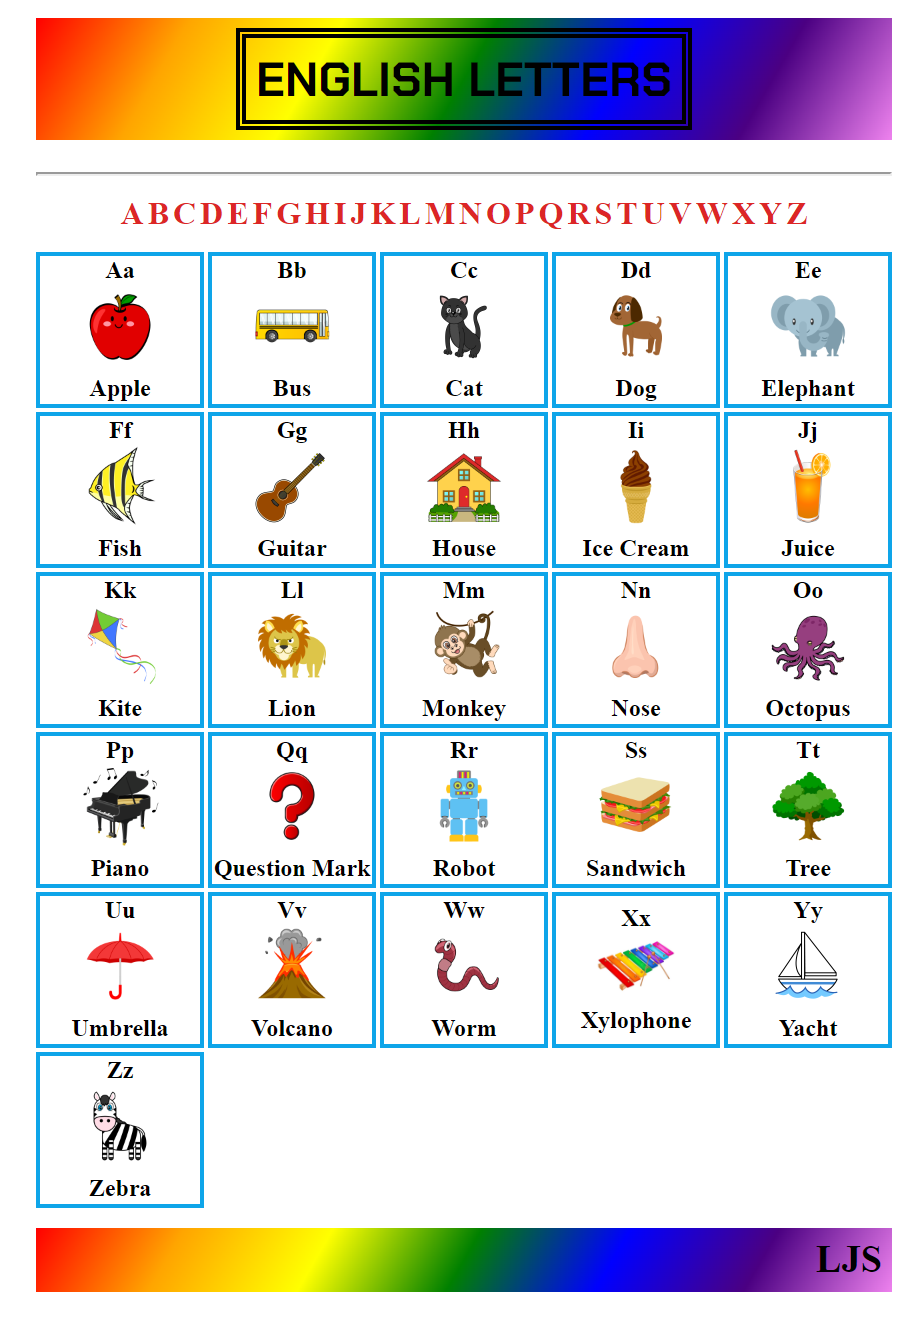 ENGLISH LETTERS
A B C D E F G H I J K L M N O P Q R S T U V W X Y Z
Aa
Apple
Bb
Bus
Cc
Cat
Dd
Dog
Ee
Elephant
Ff
Fish
Gg
Guitar
Hh
House
Ii
Ice Cream
Jj
Juice
Kk
Kite
Ll
Lion
Mm
Monkey
Nn
Nose
Oo
Octopus
Pp
Piano
Qq
Question Mark
Rr
Robot
Ss
Sandwich
Tt
Tree
Uu
Umbrella
Vv
Volcano
Ww
Worm
Xx
Xylophone
Yy
Yacht
Zz
Zebra
LJS